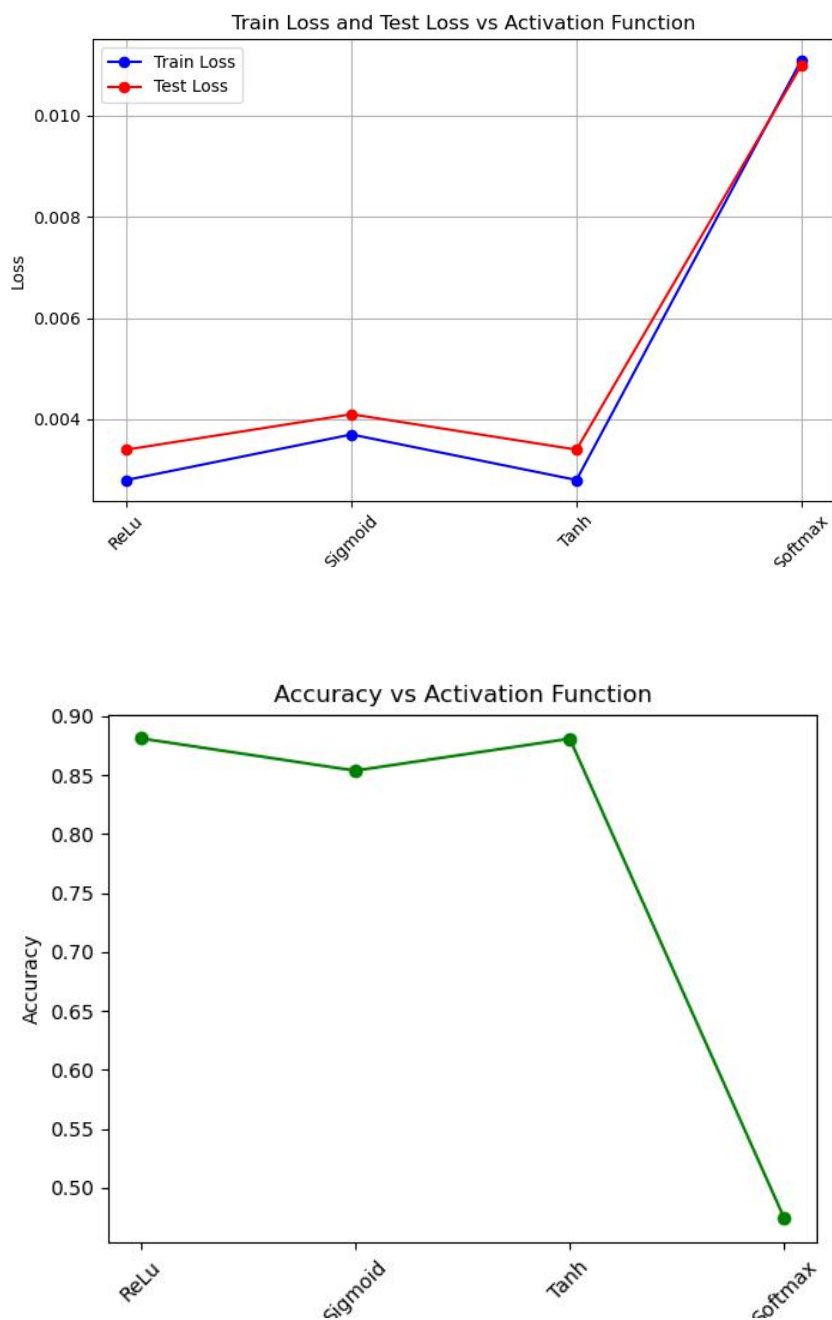 Train Loss and Test Loss vs Activation Function
Train Loss
Test Loss
0.010
0.008
0.006
0.004
Loss
ReLu
Sigmoid
Tanh
Softmax
Accuracy vs Activation Function
0.90
0.85
0.80
0.75
0.70
0.65
0.60
0.55
0.50
Accuracy
ReLu
Sigmoid
Tanh
Softmax